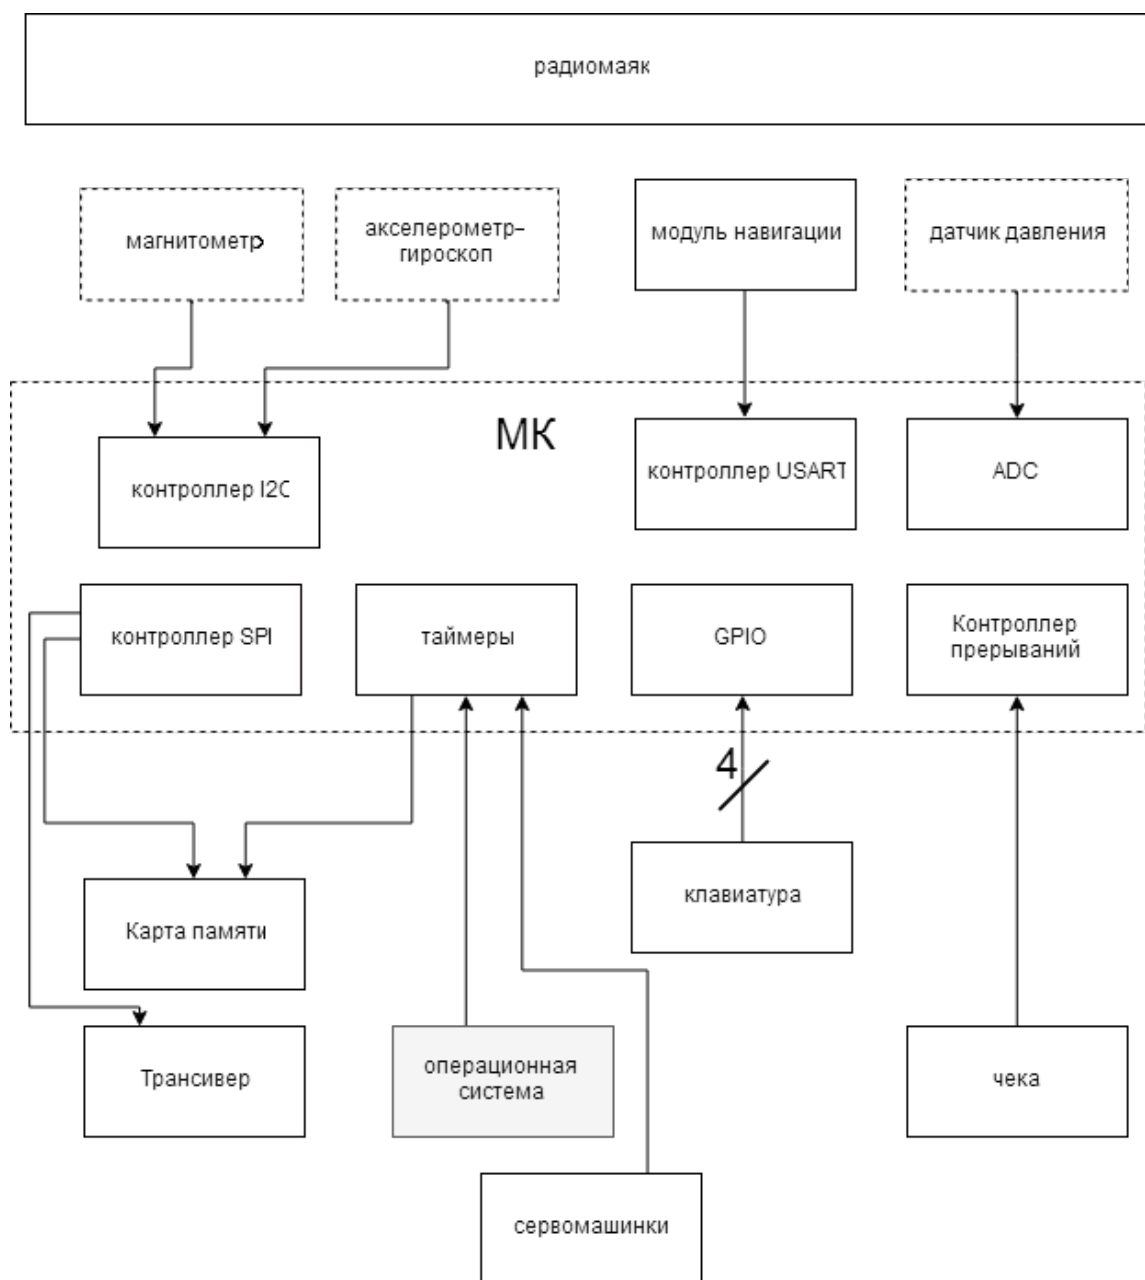 радиомаяк
магнитометр
акселерометр-
гироскоп
модуль навигации
датчик давления
МК
контроллер I2C
контроллер USART
ADC
контроллер SPI
таймеры
GPIO
Контроллер
прерываний
4
клавиатура
Карта памяти
Трансивер
операционная
система
чека
сервомашинки